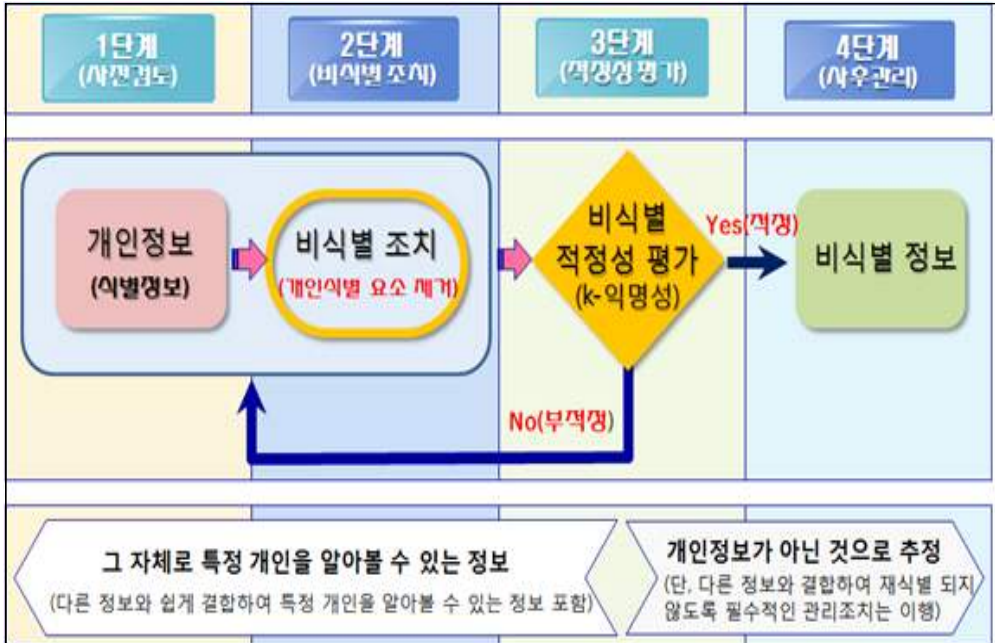 1단계
(사전검토)
2단계
(비식별 조치)
3단계
(적정성 평가)
4단계
(사후관리)
개인정보
(식별정보)
비식별 조치
(개인식별 요소 제거)
비식별
적정성 평가
(k-익명성)
Yes(적정)
비식별 정보
No(부적정)
그 자체로 특정 개인을 알아볼 수 있는 정보
(다른 정보와 쉽게 결합하여 특정 개인을 알아볼 수 있는 정보 포함)
개인정보가 아닌 것으로 추정
(단, 다른 정보와 결합하여 재식별 되지
않도록 필수적인 관리조치는 이행)